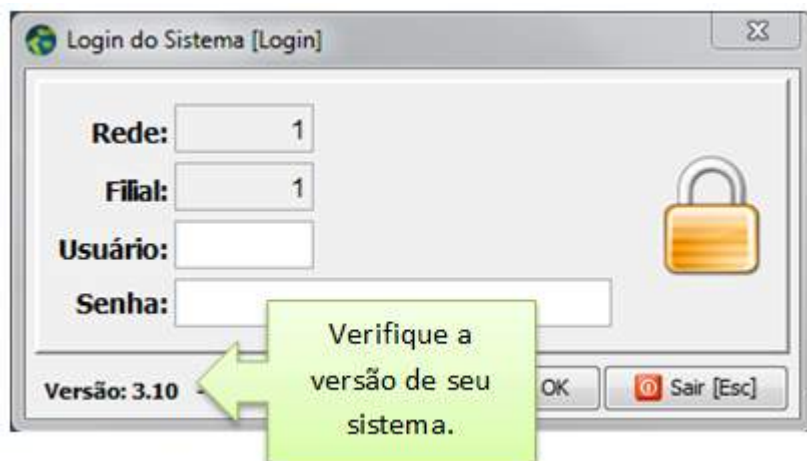 Login do Sistema [Login]
Rede: 1
Filial: 1
Usuário:
Senha:
Versão: 3.10 -
Verifique a
versão de seu
sistema.
OK
Sair [Esc]